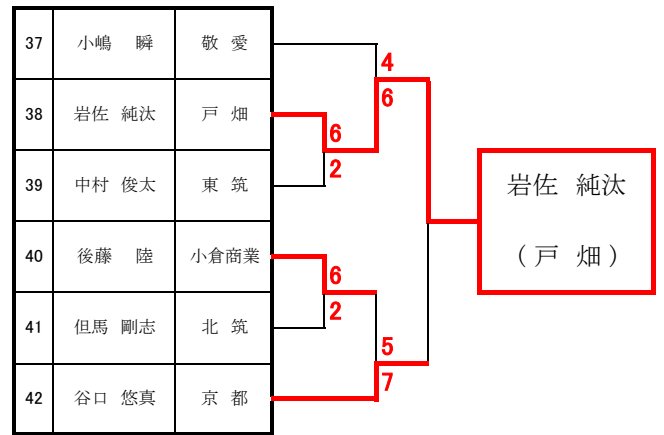 37 小嶋 瞬 敬 愛
38 岩佐 純汰 戸 畑
39 中村 俊太 東 筑
40 後藤 陸 小倉商業
41 但馬 剛志 北 筑
42 谷口 悠真 京 都
4
6
6
2
6
2
5
7
岩佐 純汰
(戸 畑)